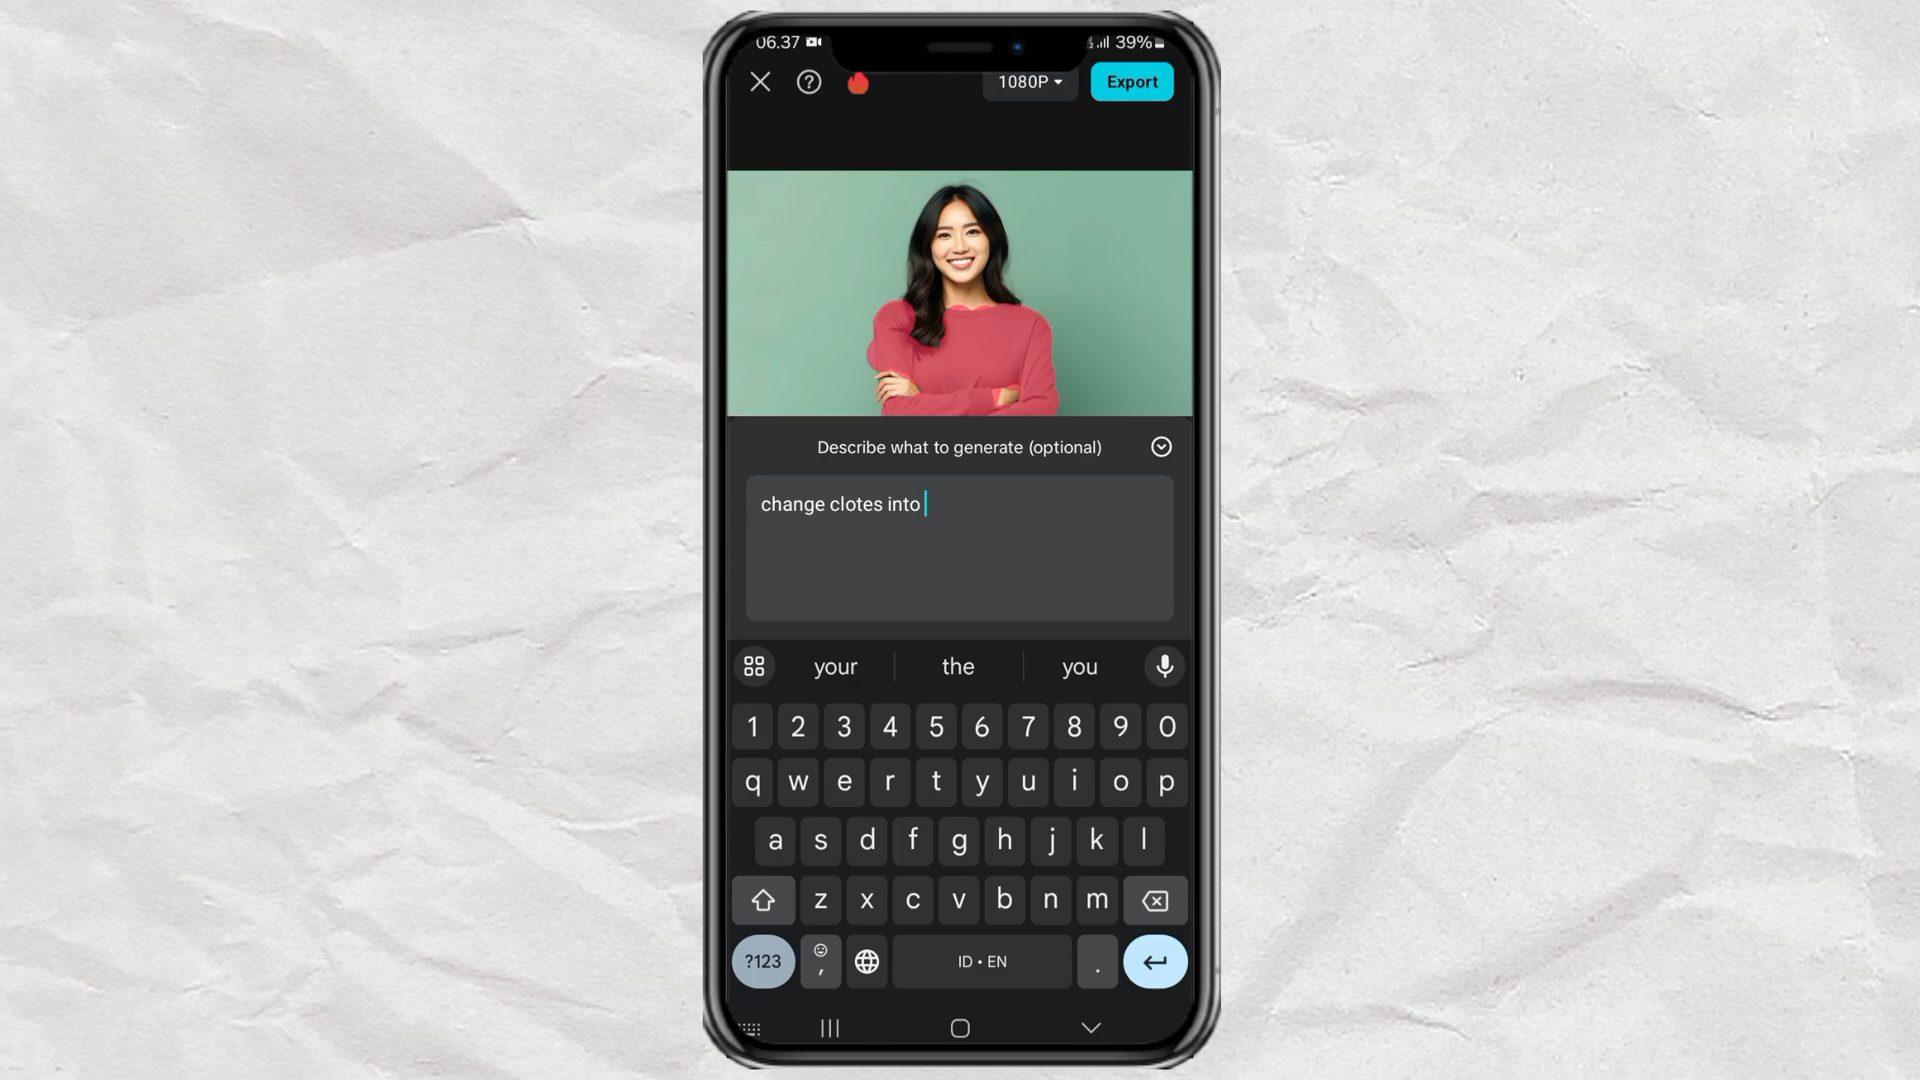 06.37 39%
1080P Export
Describe what to generate (optional)
change clotes into
your the you
1 2 3 4 5 6 7 8 9 0
q w e r t y u i o p
a s d f g h j k l
z x c v b n m
?123 , ID • EN .